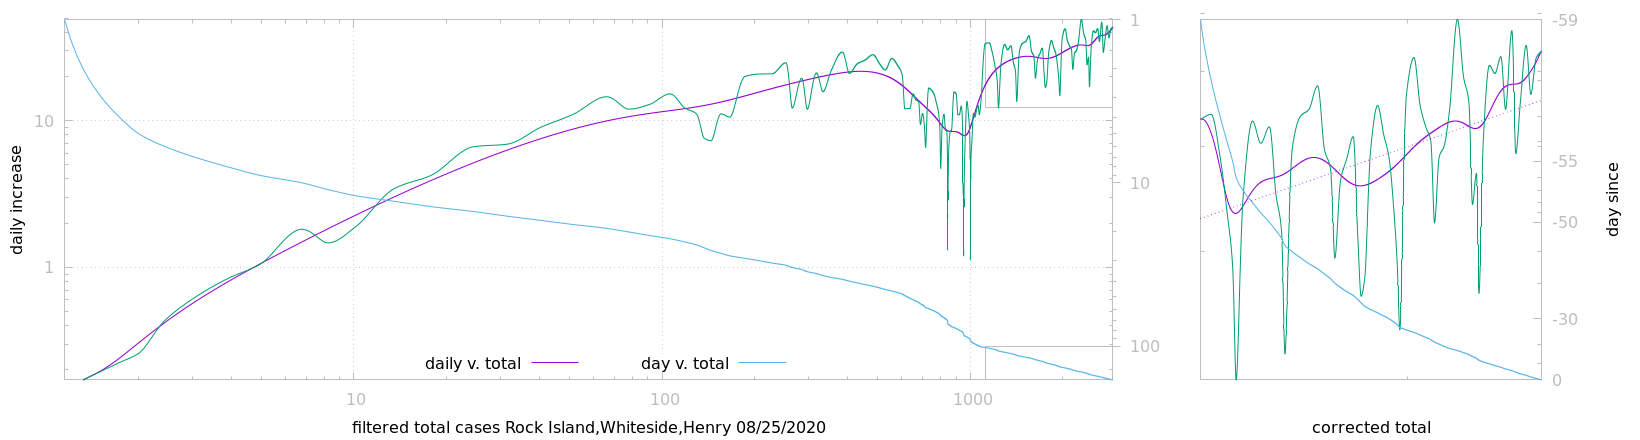 1
-59
10
daily increase
10
-55
-50
day since
1
-30
daily v. total
day v. total
100
0
10
100
1000
filtered total cases Rock Island,Whiteside,Henry 08/25/2020
corrected total